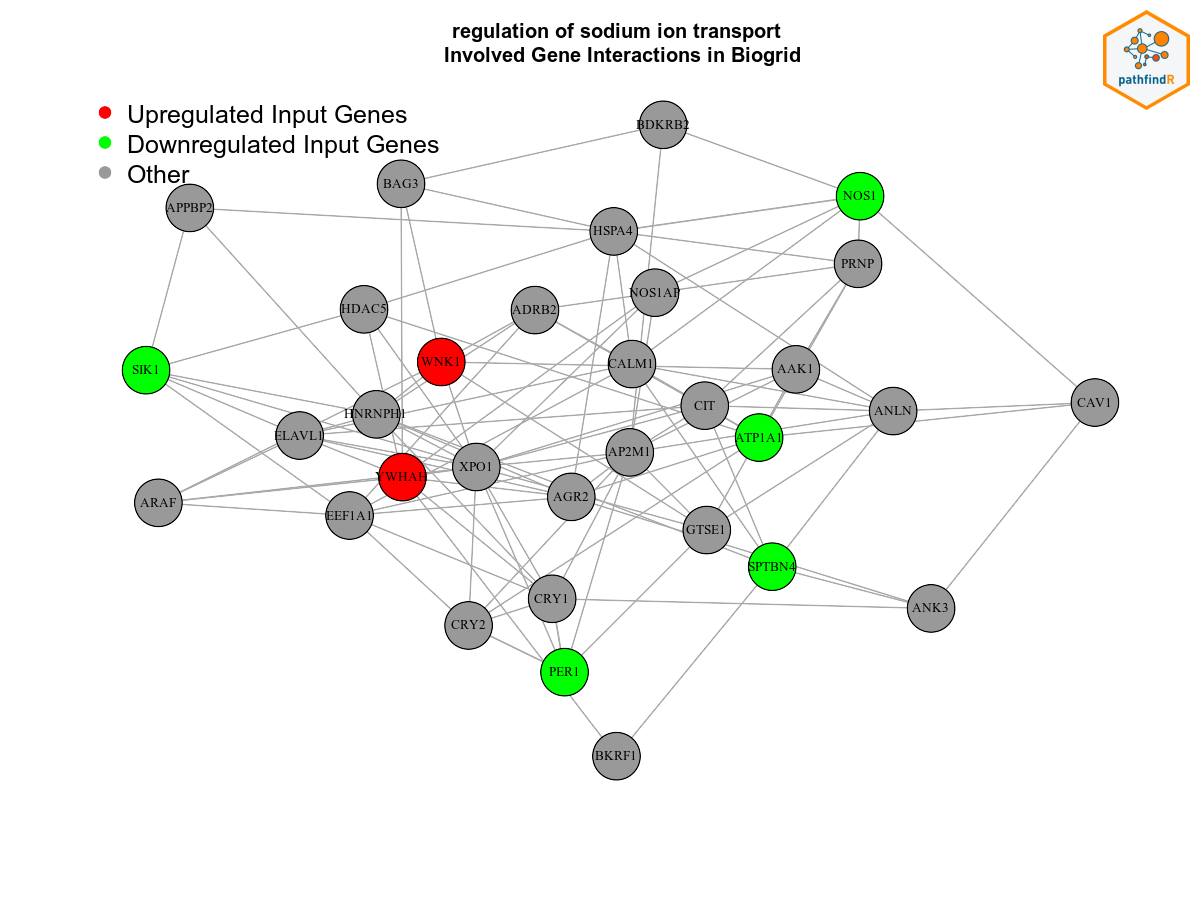 regulation of sodium ion transport
Involved Gene Interactions in Biogrid
pathfindR
Upregulated Input Genes
Downregulated Input Genes
Other
BDKRB2
BAG3
NOS1
APPBP2
HSPA4
PRNP
NOS1AP
HDAC5
ADRB2
WNK1
CALM1
SIK1
AAK1
CAV1
CIT
ANLN
HNRNPH1
ELAVL1
ATP1A1
AP2M1
XPO1
YWHAH
AGR2
ARAF
EEF1A1
GTSE1
SPTBN4
CRY1
ANK3
CRY2
PER1
BKRF1